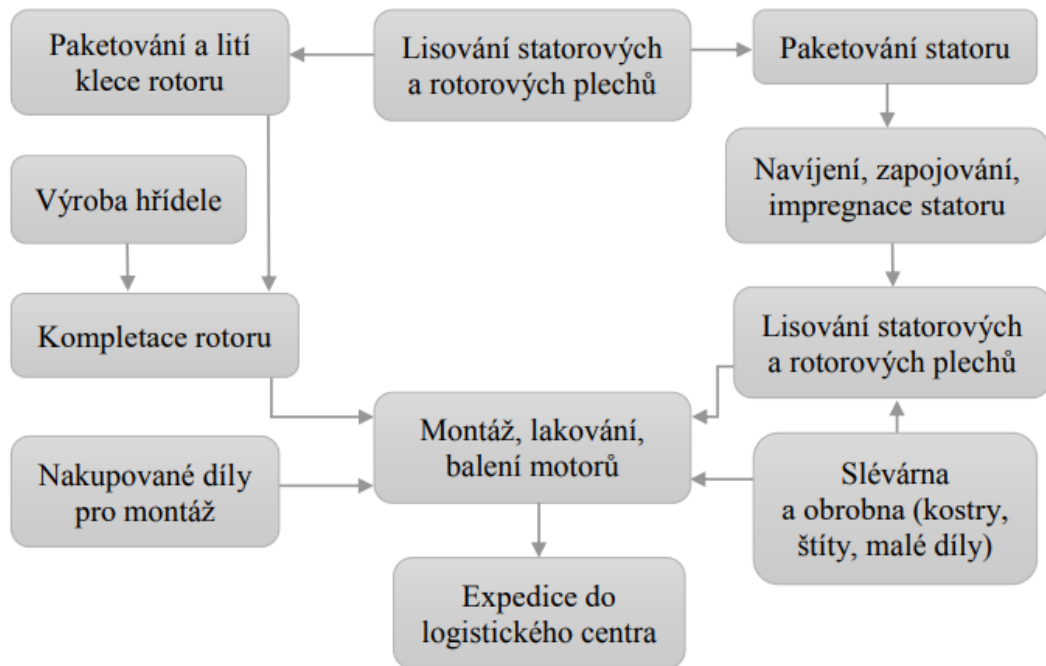 Paketování a lití
klece rotoru
Lisování statorových
a rotorových plechů
Paketování statoru
Výroba hřídele
Navíjení, zapojování,
impregnace statoru
Kompletace rotoru
Lisování statorových
a rotorových plechů
Montáž, lakování,
balení motorů
Nakupované díly
pro montáž
Slévárna
a obrobna (kostry,
štíty, malé díly)
Expedice do
logistického centra